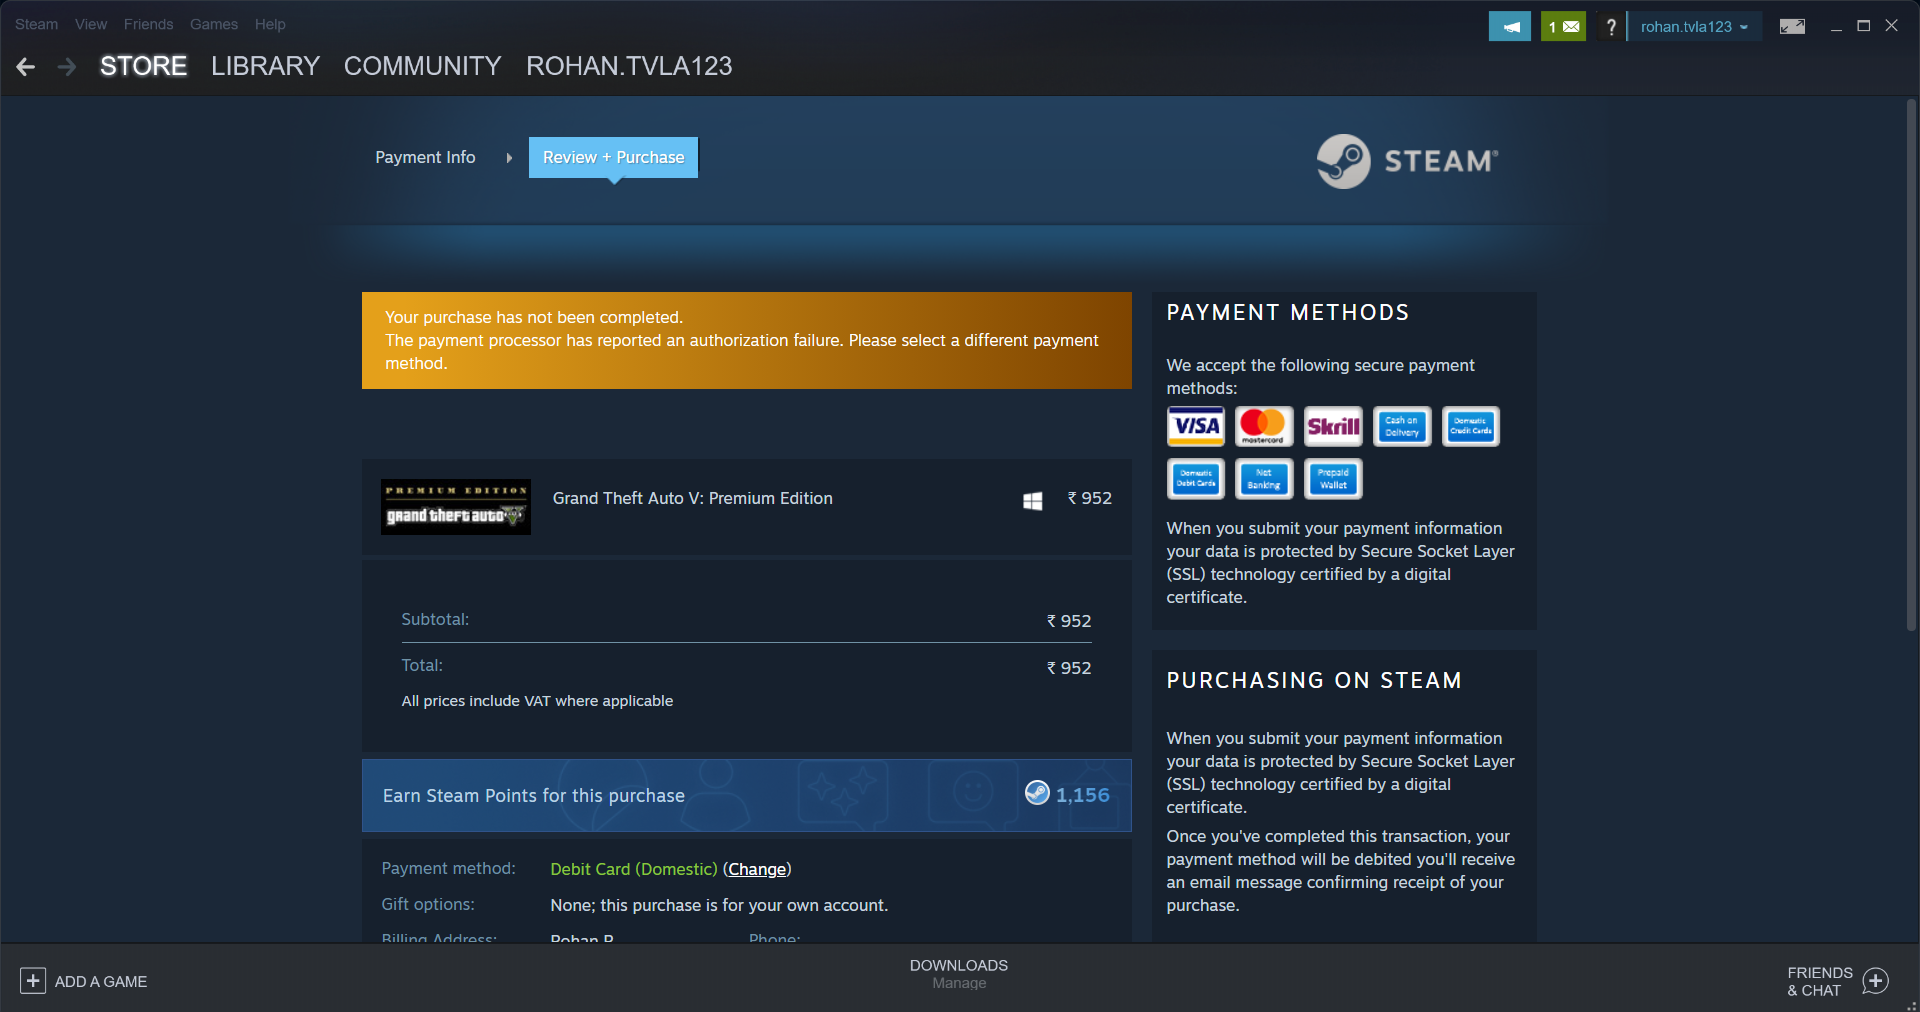 Steam View Friends Games Help
1 ? rohan.tvla123
STORE LIBRARY COMMUNITY ROHAN.TVLA123
Payment Info Review + Purchase
STEAM®
Your purchase has not been completed.
The payment processor has reported an authorization failure. Please select a different payment
method.
PREMIUM EDITION
grand theft auto V
Grand Theft Auto V: Premium Edition
₹ 952
Subtotal: ₹ 952
Total: ₹ 952
All prices include VAT where applicable
Earn Steam Points for this purchase 1,156
Payment method: Debit Card (Domestic) (Change)
Gift options: None; this purchase is for your own account.
Billing Address: Rohan P Phone:
PAYMENT METHODS
We accept the following secure payment
methods:
VISA mastercard Skrill Cash on Delivery Domestic Credit Cards
Domestic Debit Cards Net Banking Prepaid Wallet
When you submit your payment information
your data is protected by Secure Socket Layer
(SSL) technology certified by a digital
certificate.
PURCHASING ON STEAM
When you submit your payment information
your data is protected by Secure Socket Layer
(SSL) technology certified by a digital
certificate.
Once you've completed this transaction, your
payment method will be debited you'll receive
an email message confirming receipt of your
purchase.
ADD A GAME
DOWNLOADS
Manage
FRIENDS
& CHAT